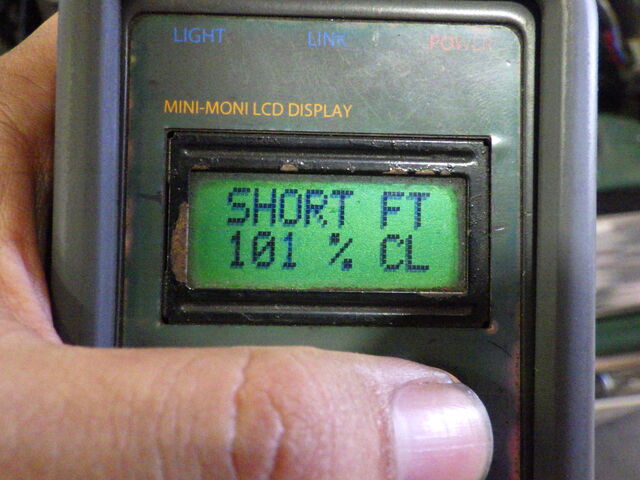 LIGHT LINK POWER
MINI-MONI LCD DISPLAY
SHORT FT
101 % CL